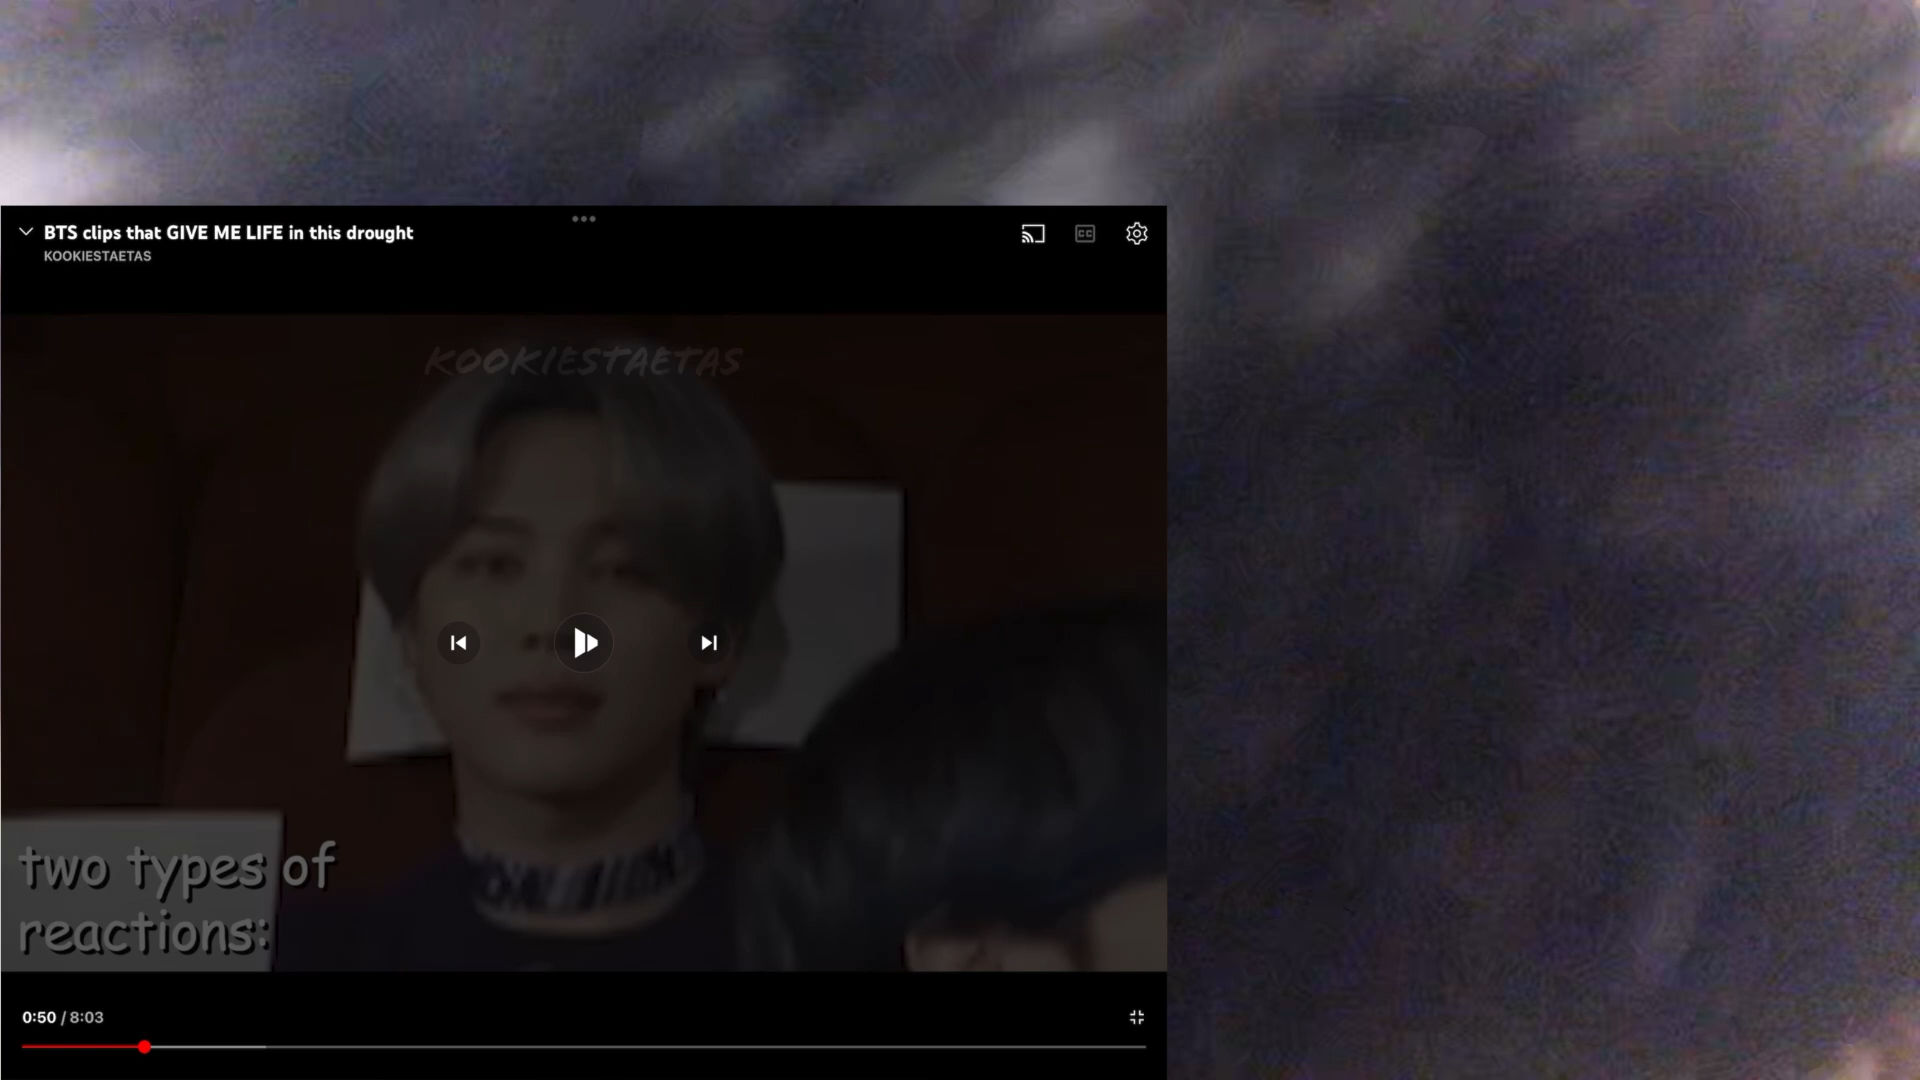 BTS clips that GIVE ME LIFE in this drought
KOOKIESTAETAS
CC
KOOKIESTAETAS
two types of
reactions:
0:50 / 8:03